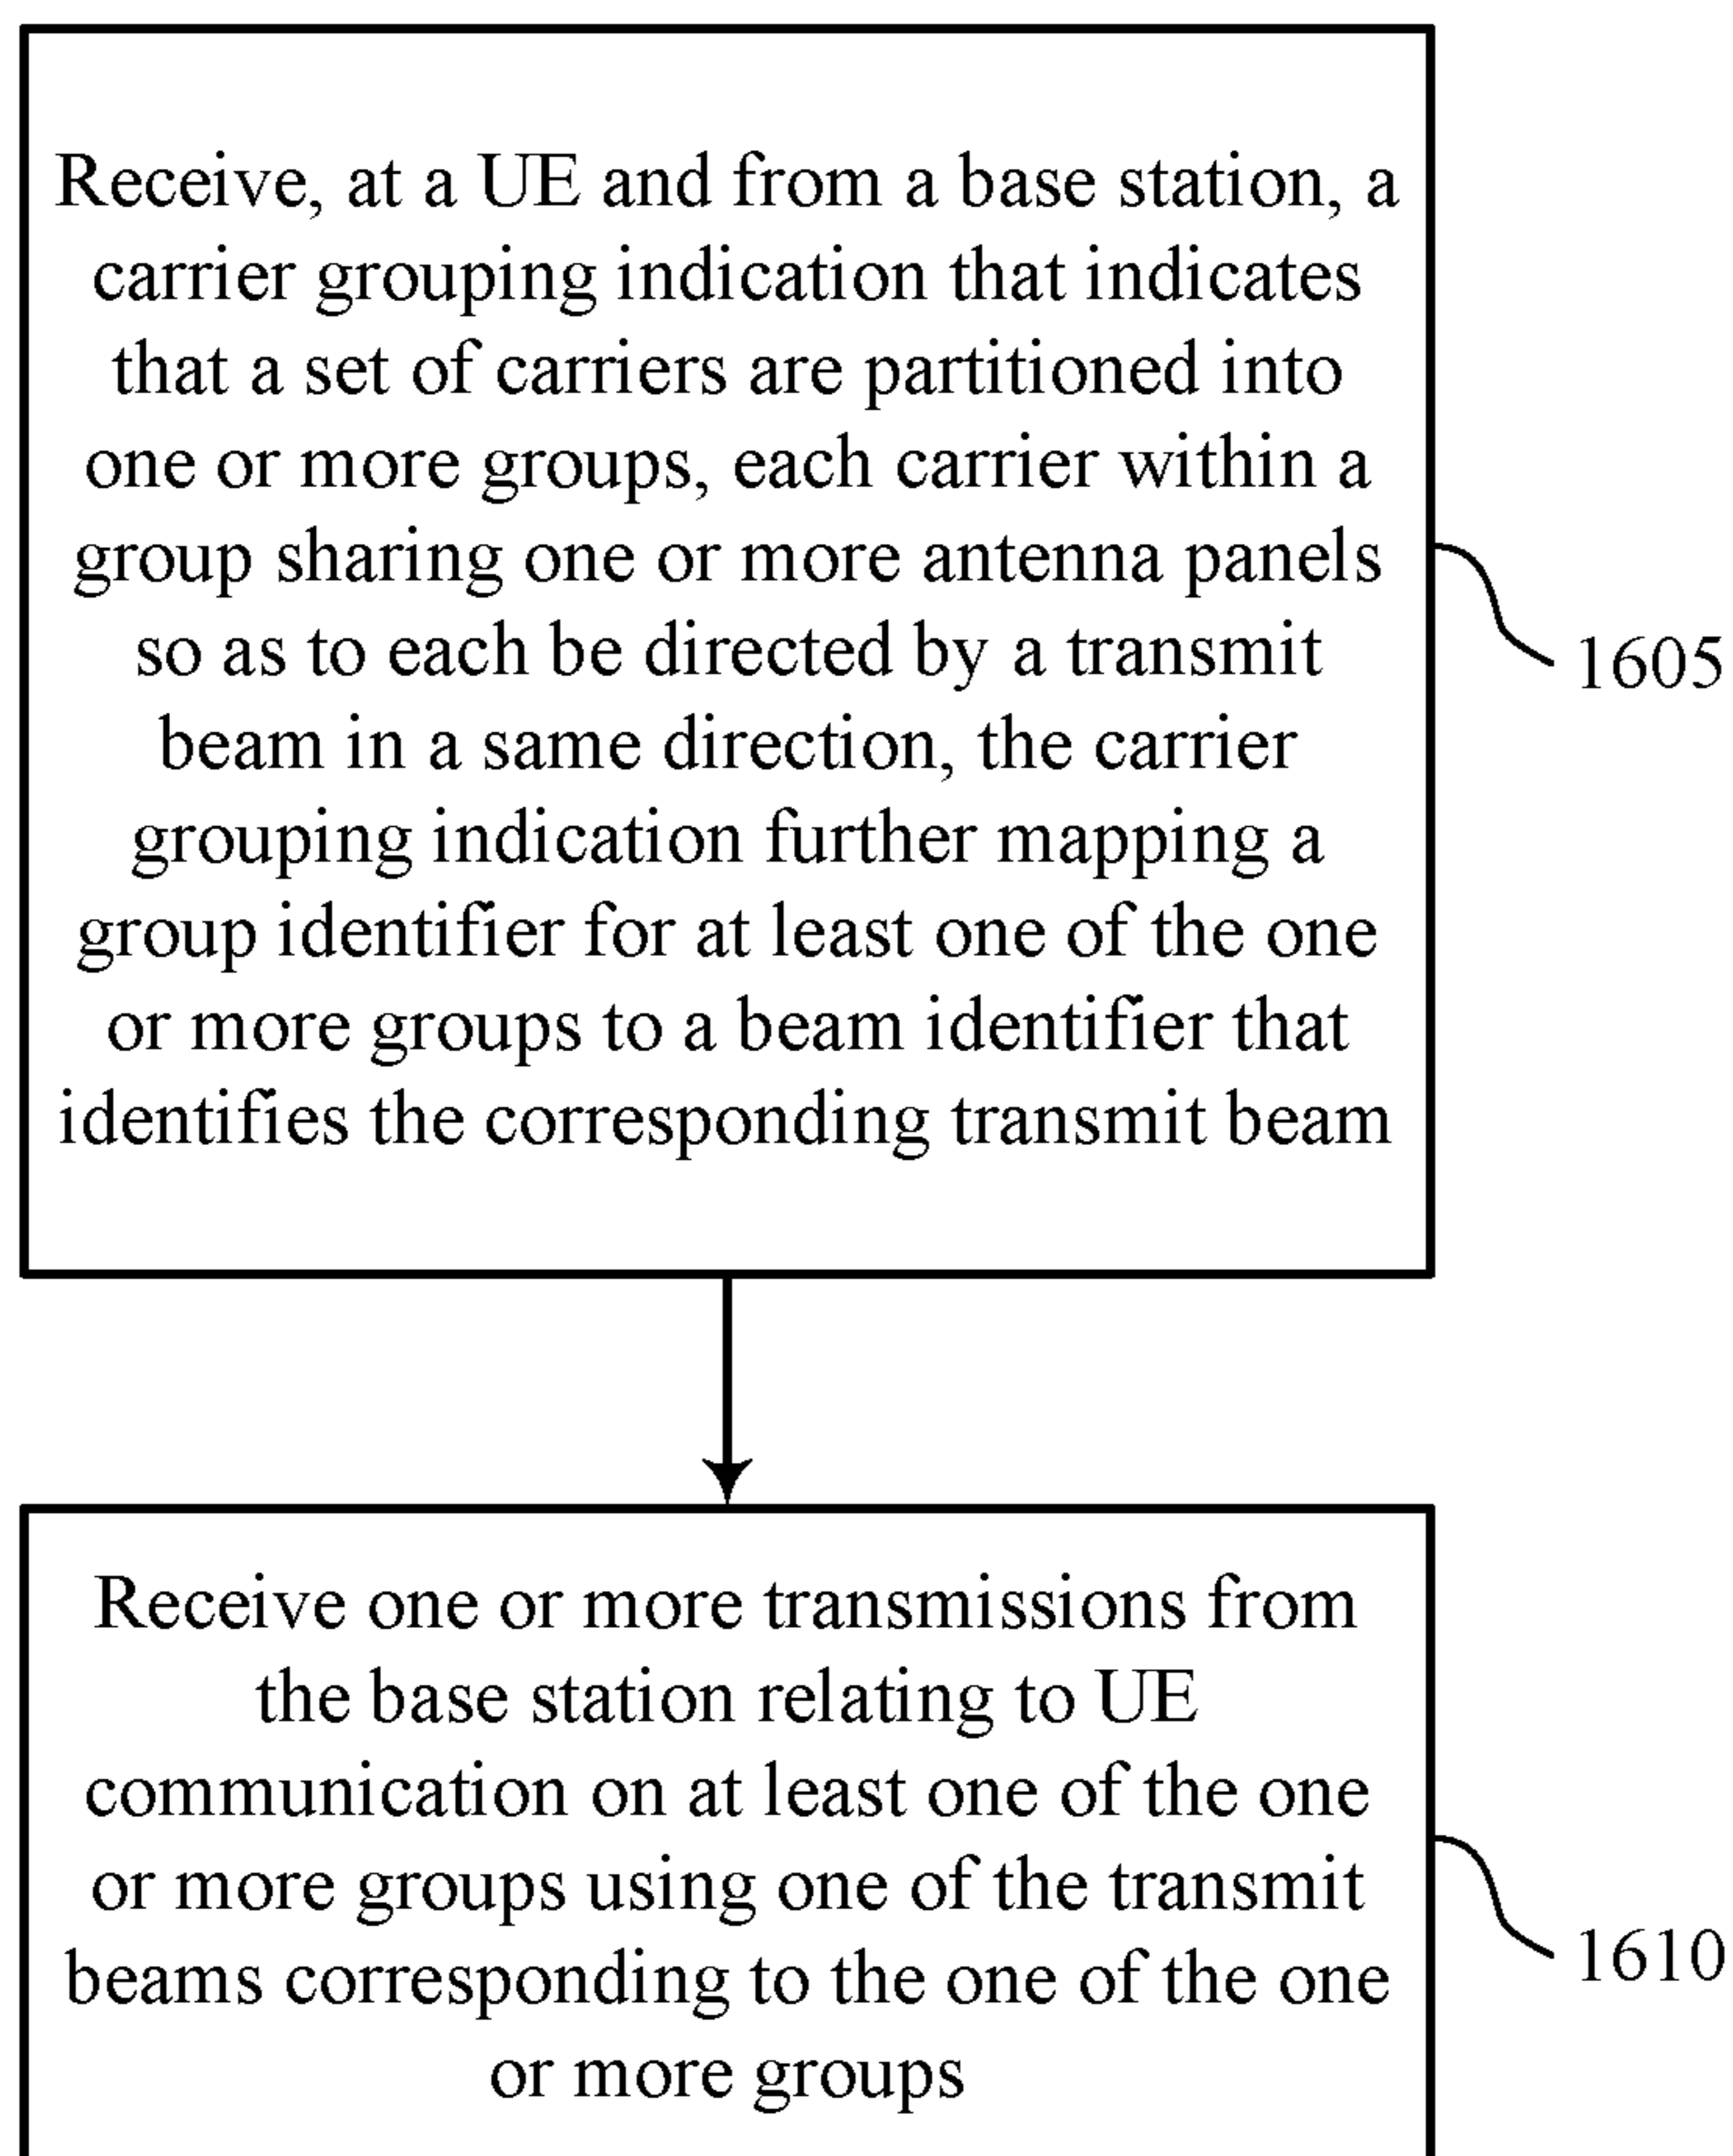 Receive, at a UE and from a base station, a
carrier grouping indication that indicates
that a set of carriers are partitioned into
one or more groups, each carrier within a
group sharing one or more antenna panels
so as to each be directed by a transmit
beam in a same direction, the carrier
grouping indication further mapping a
group identifier for at least one of the one
or more groups to a beam identifier that
identifies the corresponding transmit beam
1605
Receive one or more transmissions from
the base station relating to UE
communication on at least one of the one
or more groups using one of the transmit
beams corresponding to the one of the one
or more groups
1610